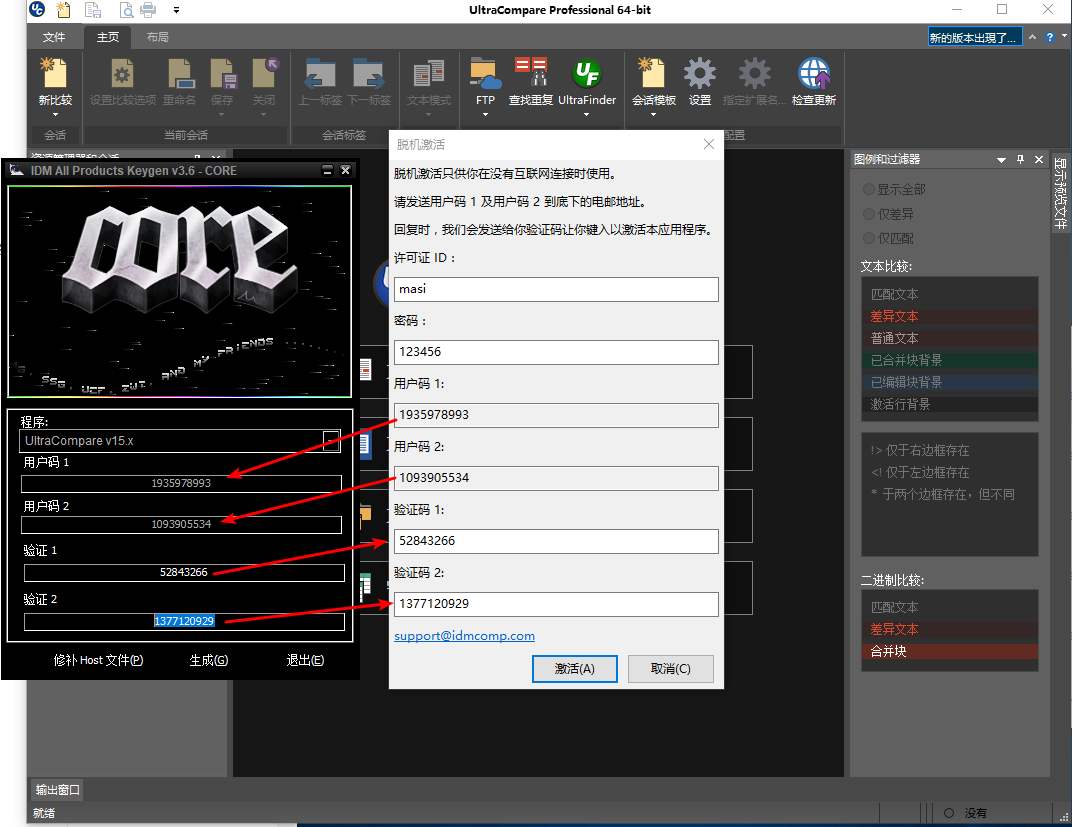 UltraCompare Professional 64-bit
文件
主页
布局
新的版本出现了...
新比较
设置比较选项
重命名
保存
关闭
上一标签
下一标签
文本模式
FTP
查找重复
UltraFinder
会话模板
设置
指定扩展名...
检查更新
会话
当前会话
会话标签
配置
资源管理器和会话
IDM All Products Keygen v3.6 - CORE
CORE
SSG, UCF, ZWT, AND MY FRIENDS
程序:
UltraCompare v15.x
用户码 1
1935978993
用户码 2
1093905534
验证 1
52843266
验证 2
1377120929
修补 Host 文件(P)
生成(G)
退出(E)
脱机激活
脱机激活只供你在没有互联网连接时使用。
请发送用户码 1 及用户码 2 到底下的电邮地址。
回复时，我们会发送给你验证码让你键入以激活本应用程序。
许可证 ID：
masi
密码：
123456
用户码 1:
1935978993
用户码 2:
1093905534
验证码 1:
52843266
验证码 2:
1377120929
support@idmcomp.com
激活(A)
取消(C)
图例和过滤器
显示全部
仅差异
仅匹配
文本比较:
匹配文本
差异文本
普通文本
已合并块背景
已编辑块背景
激活行背景
!> 仅于右边框存在
<! 仅于左边框存在
* 于两个边框存在，但不同
二进制比较:
匹配文本
差异文本
合并块
显示预览文件
输出窗口
就绪
没有